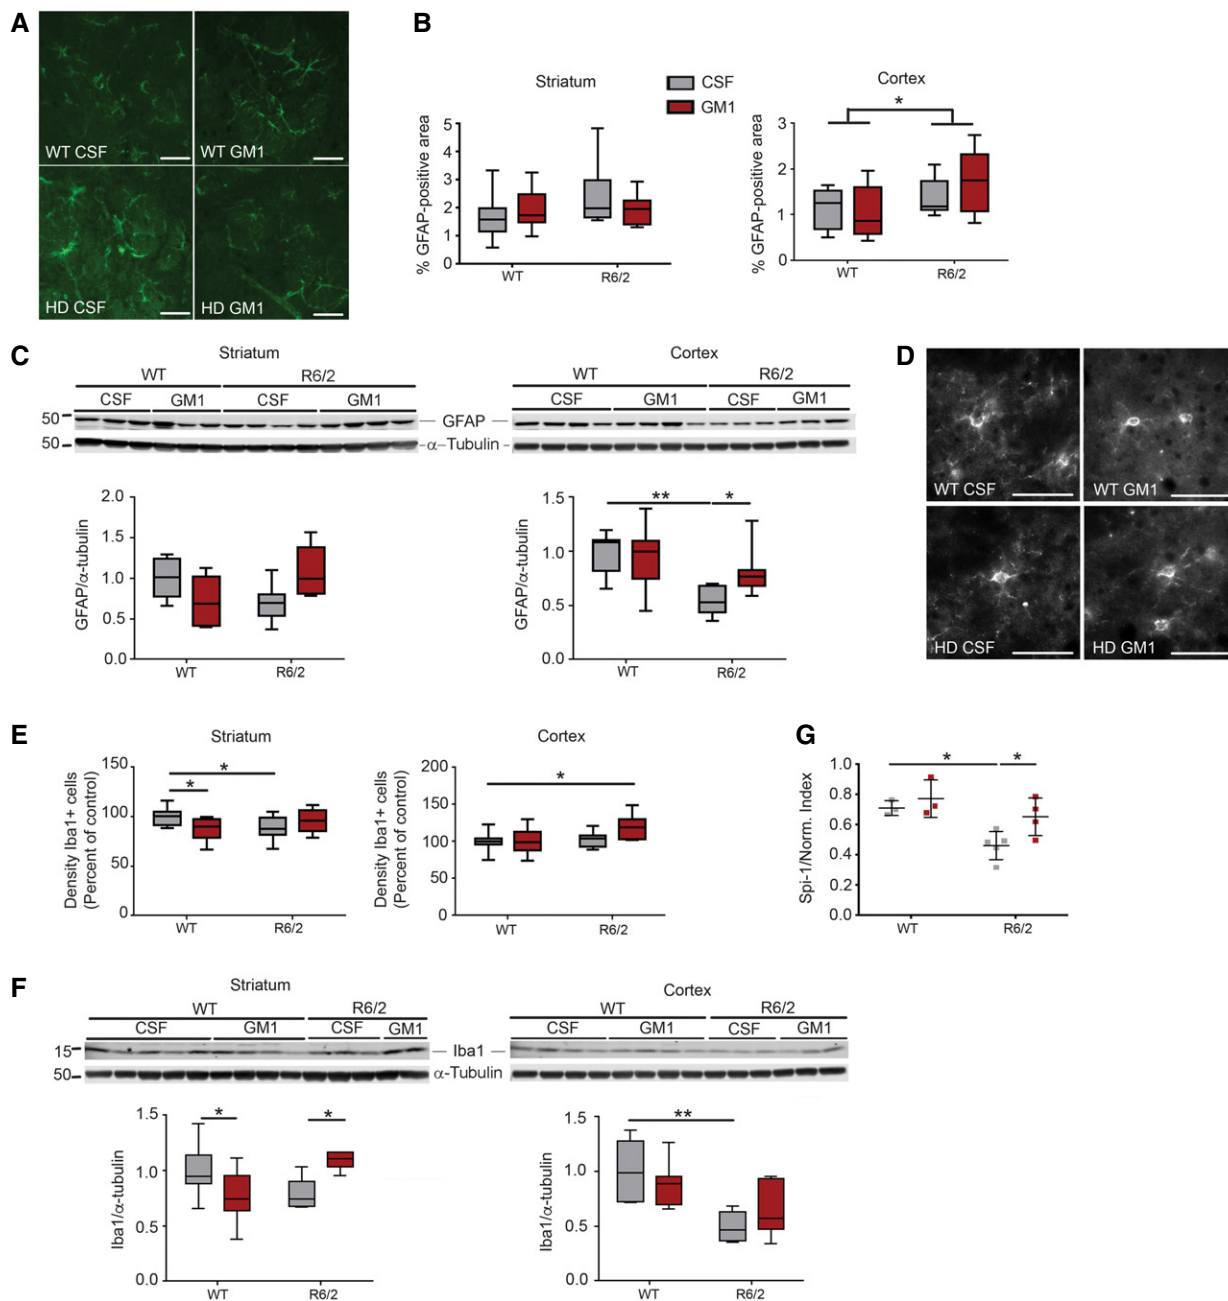 A
WT CSF
WT GM1
HD CSF
HD GM1
B
Striatum
CSF
GM1
Cortex
% GFAP-positive area
5
4
3
2
1
0
WT
R6/2
% GFAP-positive area
3
2
1
0
*
WT
R6/2
C
Striatum
WT
R6/2
CSF
GM1
CSF
GM1
50
GFAP
50
α-Tubulin
Cortex
WT
R6/2
CSF
GM1
CSF
GM1
GFAP/α-tubulin
2.0
1.5
1.0
0.5
0.0
WT
R6/2
GFAP/α-tubulin
1.5
1.0
0.5
0.0
**
*
WT
R6/2
D
WT CSF
WT GM1
HD CSF
HD GM1
E
Striatum
Density Iba1+ cells
(Percent of control)
150
100
50
0
*
*
WT
R6/2
Cortex
Density Iba1+ cells
(Percent of control)
200
150
100
50
0
*
WT
R6/2
G
Spi-1/Norm. Index
1.0
0.8
0.6
0.4
0.2
0.0
*
*
WT
R6/2
F
Striatum
WT
R6/2
CSF
GM1
CSF
GM1
15
Iba1
50
α-Tubulin
Cortex
WT
R6/2
CSF
GM1
CSF
GM1
Iba1/α-tubulin
1.5
1.0
0.5
0.0
*
*
WT
R6/2
Iba1/α-tubulin
1.5
1.0
0.5
0.0
**
WT
R6/2